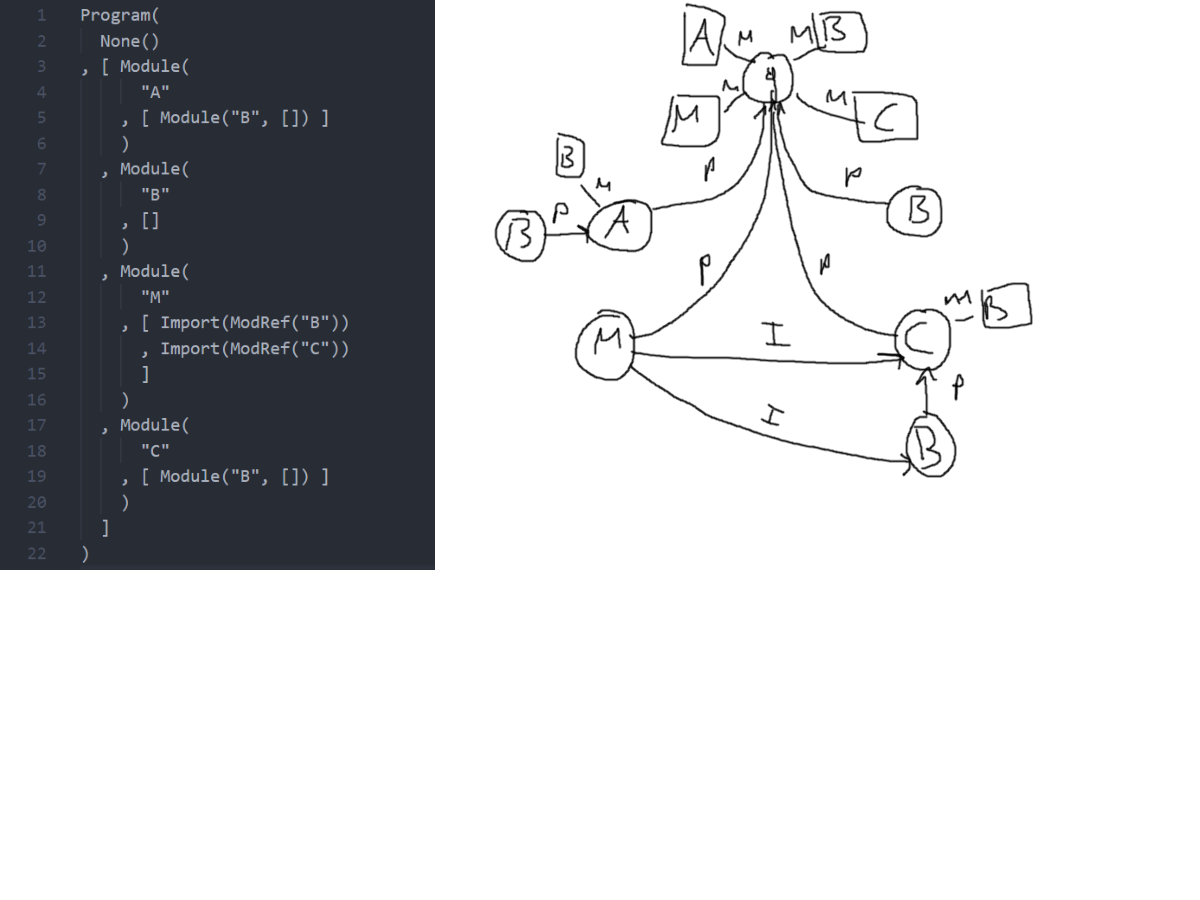 1 Program(
2 None()
3 , [ Module(
4 "A"
5 , [ Module("B", []) ]
6 )
7 , Module(
8 "B"
9 , []
10 )
11 , Module(
12 "M"
13 , [ Import(ModRef("B"))
14 , Import(ModRef("C"))
15 ]
16 )
17 , Module(
18 "C"
19 , [ Module("B", []) ]
20 )
21 ]
22 )
A M M B
M M M C
B P P
M
B P A B
P P
M I C M B
I P
B